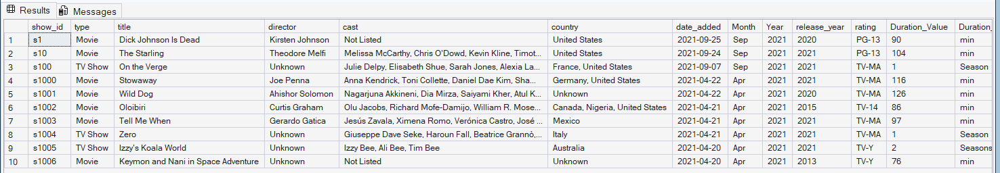 Results Messages
show_id type title director cast country date_added Month Year release_year rating Duration_Value Duration_
1 s1 Movie Dick Johnson Is Dead Kirsten Johnson Not Listed United States 2021-09-25 Sep 2021 2020 PG-13 90 min
2 s10 Movie The Starling Theodore Melfi Melissa McCarthy, Chris O'Dowd, Kevin Kline, Timot... United States 2021-09-24 Sep 2021 2021 PG-13 104 min
3 s100 TV Show On the Verge Unknown Julie Delpy, Elisabeth Shue, Sarah Jones, Alexia La... France, United States 2021-09-07 Sep 2021 2021 TV-MA 1 Season
4 s1000 Movie Stowaway Joe Penna Anna Kendrick, Toni Collette, Daniel Dae Kim, Sha... Germany, United States 2021-04-22 Apr 2021 2021 TV-MA 116 min
5 s1001 Movie Wild Dog Ahishor Solomon Nagarjuna Akkineni, Dia Mirza, Saiyami Kher, Atul K... Unknown 2021-04-22 Apr 2021 2020 TV-MA 126 min
6 s1002 Movie Oloibiri Curtis Graham Olu Jacobs, Richard Mofe-Damijo, William R. Mose... Canada, Nigeria, United States 2021-04-21 Apr 2021 2015 TV-14 86 min
7 s1003 Movie Tell Me When Gerardo Gatica Jesús Zavala, Ximena Romo, Verónica Castro, José ... Mexico 2021-04-21 Apr 2021 2021 TV-MA 97 min
8 s1004 TV Show Zero Unknown Giuseppe Dave Seke, Haroun Fall, Beatrice Grannò,... Italy 2021-04-21 Apr 2021 2021 TV-MA 1 Season
9 s1005 TV Show Izzy's Koala World Unknown Izzy Bee, Ali Bee, Tim Bee Australia 2021-04-20 Apr 2021 2021 TV-Y 2 Seasons
10 s1006 Movie Keymon and Nani in Space Adventure Unknown Not Listed Unknown 2021-04-20 Apr 2021 2013 TV-Y 76 min